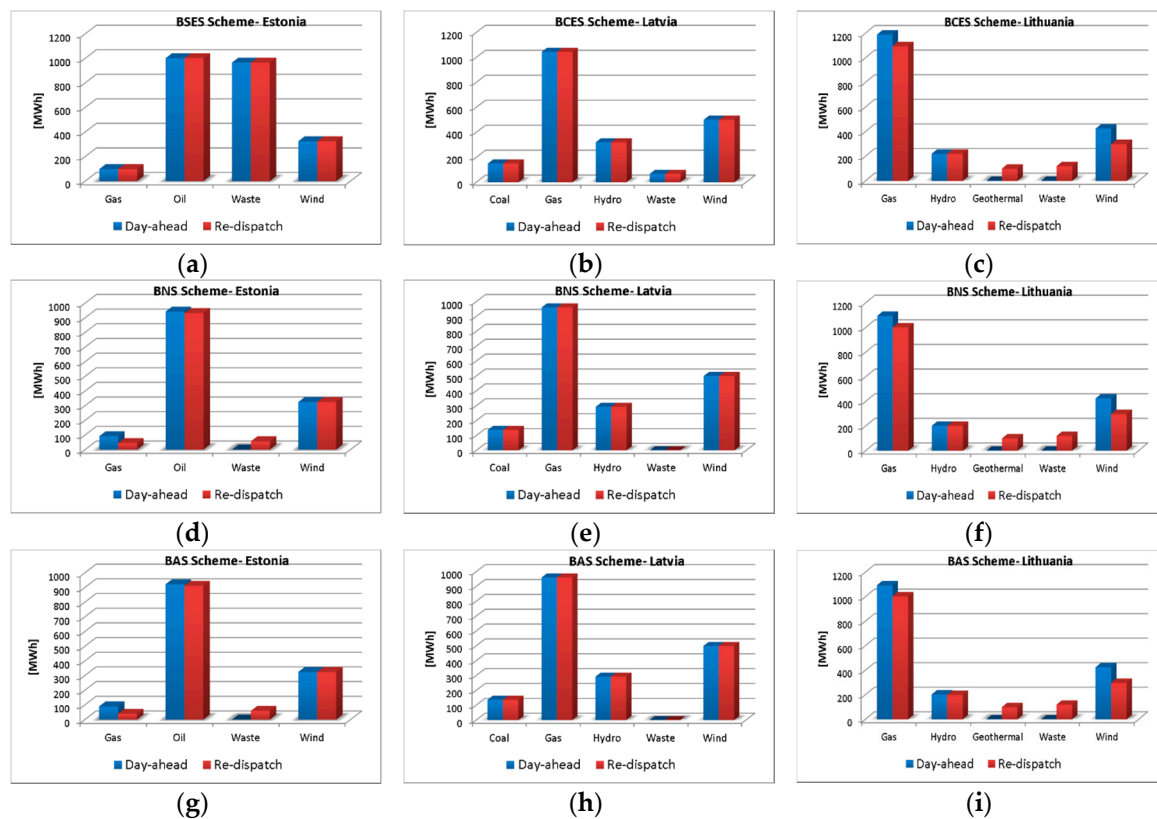 BSES Scheme- Estonia
[MWh]
1200
1000
800
600
400
200
0
Gas Oil Waste Wind
Day-ahead Re-dispatch
(a)
BCES Scheme- Latvia
[MWh]
1200
1000
800
600
400
200
0
Coal Gas Hydro Waste Wind
Day-ahead Re-dispatch
(b)
BCES Scheme- Lithuania
[MWh]
1200
1000
800
600
400
200
0
Gas Hydro Geothermal Waste Wind
Day-ahead Re-dispatch
(c)
BNS Scheme- Estonia
[MWh]
1000
900
800
700
600
500
400
300
200
100
0
Gas Oil Waste Wind
Day-ahead Re-dispatch
(d)
BNS Scheme- Latvia
[MWh]
1000
900
800
700
600
500
400
300
200
100
0
Coal Gas Hydro Waste Wind
Day-ahead Re-dispatch
(e)
BNS Scheme- Lithuania
[MWh]
1200
1000
800
600
400
200
0
Gas Hydro Geothermal Waste Wind
Day-ahead Re-dispatch
(f)
BAS Scheme- Estonia
[MWh]
1000
900
800
700
600
500
400
300
200
100
0
Gas Oil Waste Wind
Day-ahead Re-dispatch
(g)
BAS Scheme- Latvia
[MWh]
1000
900
800
700
600
500
400
300
200
100
0
Coal Gas Hydro Waste Wind
Day-ahead Re-dispatch
(h)
BAS Scheme- Lithuania
[MWh]
1200
1000
800
600
400
200
0
Gas Hydro Geothermal Waste Wind
Day-ahead Re-dispatch
(i)